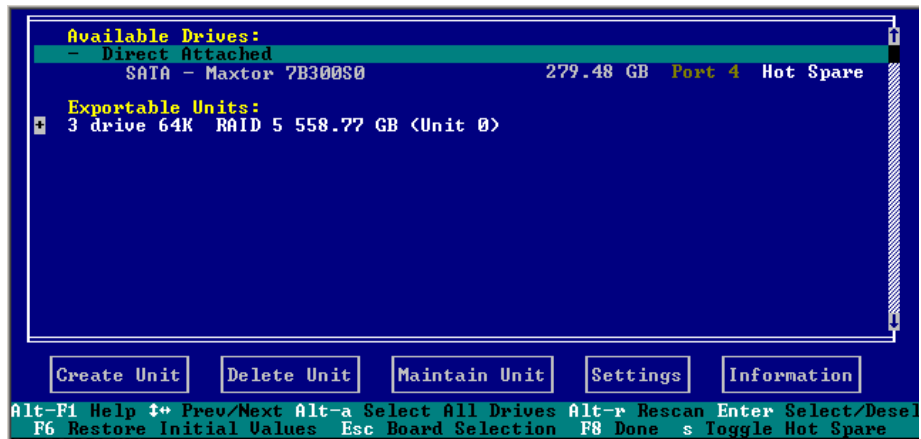 Available Drives:
- Direct Attached
SATA - Maxtor 7B300S0 279.48 GB Port 4 Hot Spare
Exportable Units:
+ 3 drive 64K RAID 5 558.77 GB (Unit 0)
Create Unit Delete Unit Maintain Unit Settings Information
Alt-F1 Help ↕↔ Prev/Next Alt-a Select All Drives Alt-r Rescan Enter Select/Desel
F6 Restore Initial Values Esc Board Selection F8 Done s Toggle Hot Spare